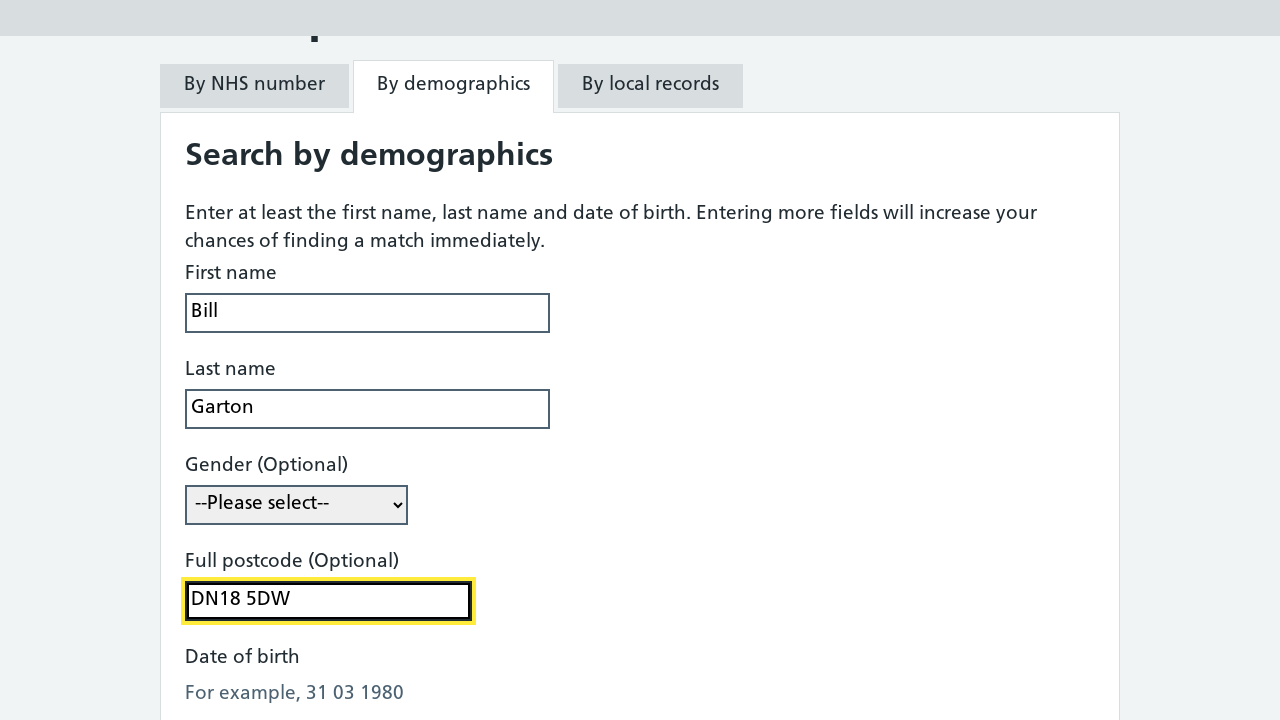 By NHS number
By demographics
By local records
Search by demographics
Enter at least the first name, last name and date of birth. Entering more fields will increase your
chances of finding a match immediately.
First name
Bill
Last name
Garton
Gender (Optional)
--Please select--
Full postcode (Optional)
DN18 5DW
Date of birth
For example, 31 03 1980